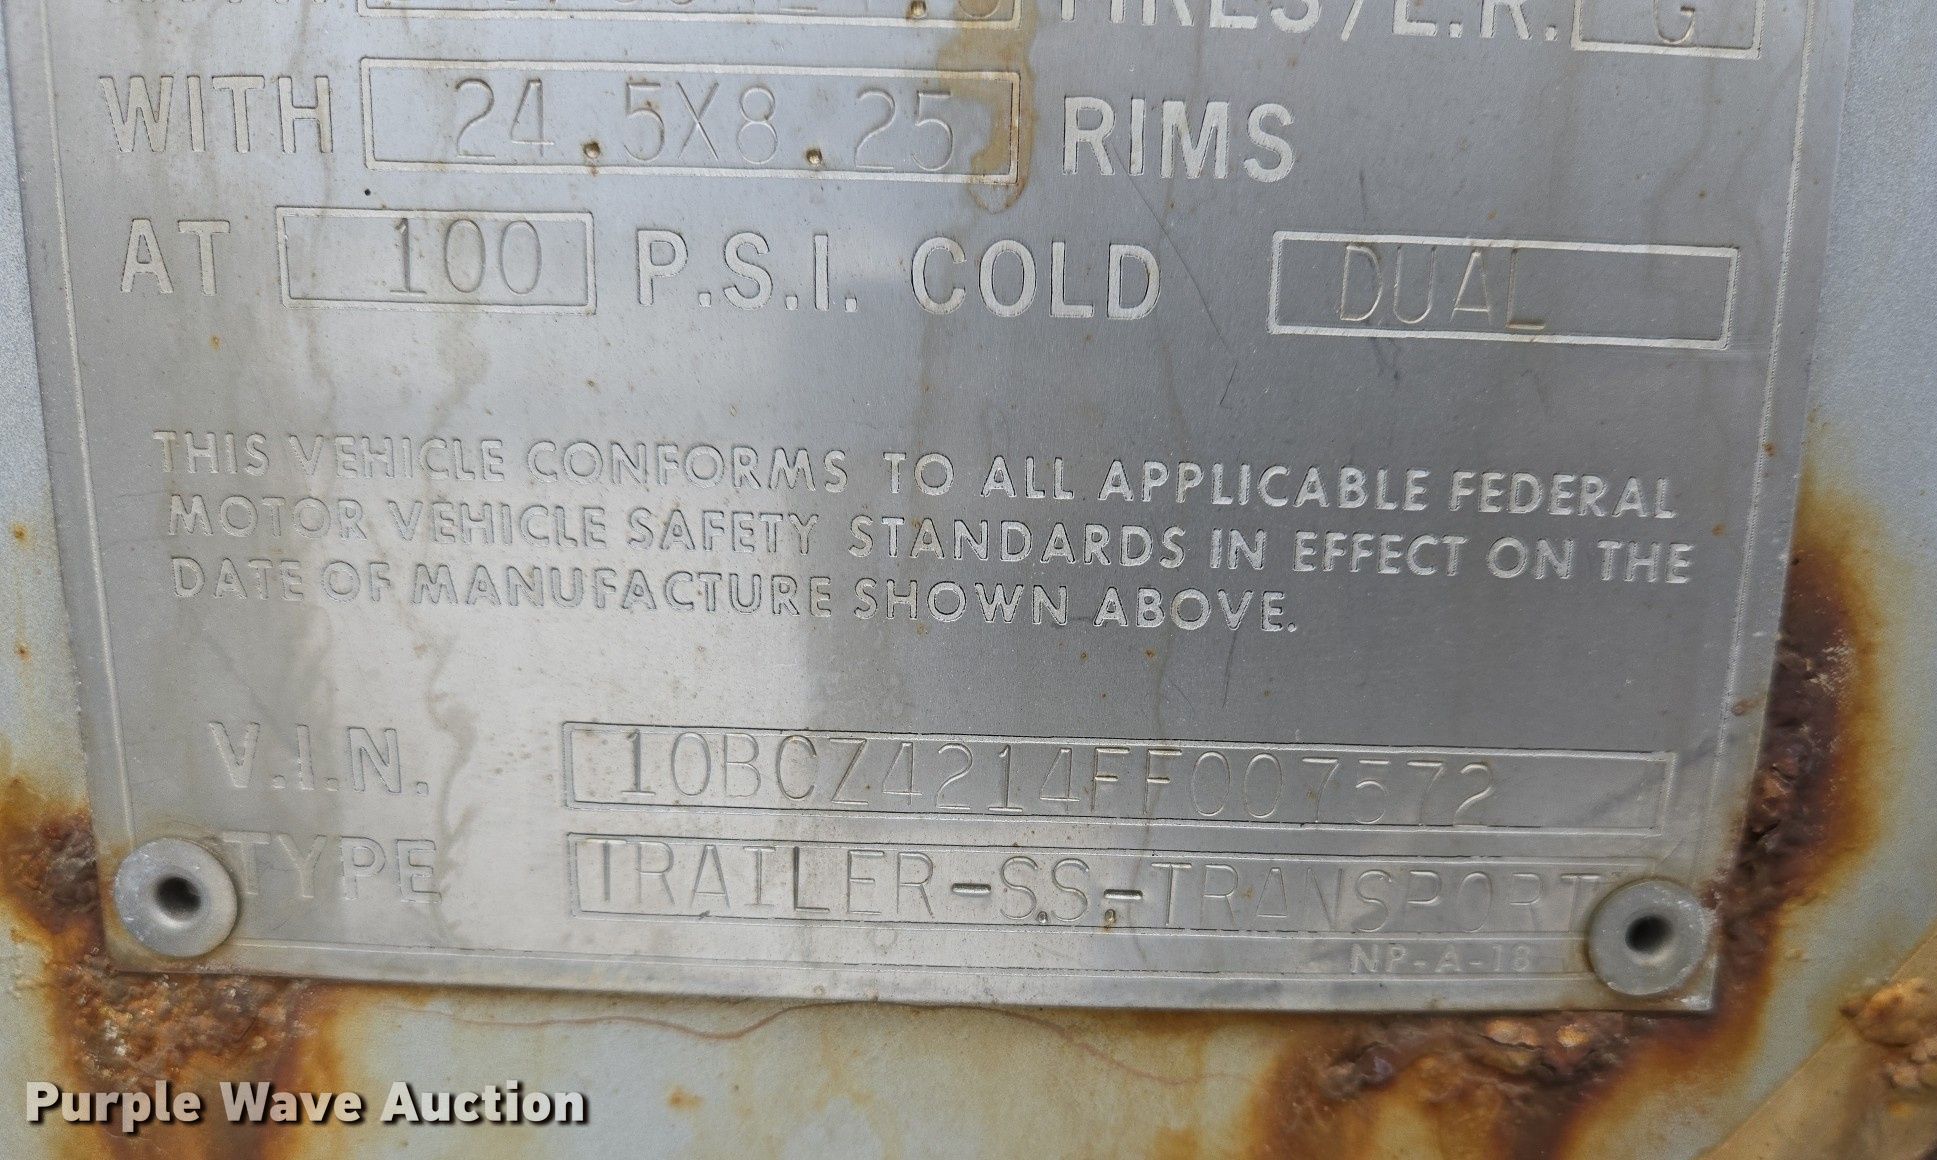 TIRES/L.R. G
WITH 24.5X8.25 RIMS
AT 100 P.S.I. COLD DUAL
THIS VEHICLE CONFORMS TO ALL APPLICABLE FEDERAL
MOTOR VEHICLE SAFETY STANDARDS IN EFFECT ON THE
DATE OF MANUFACTURE SHOWN ABOVE.
V.I.N. 10BCZ4214FF007572
TYPE TRAILER-S.S.-TRANSPORT
NP-A-18
Purple Wave Auction